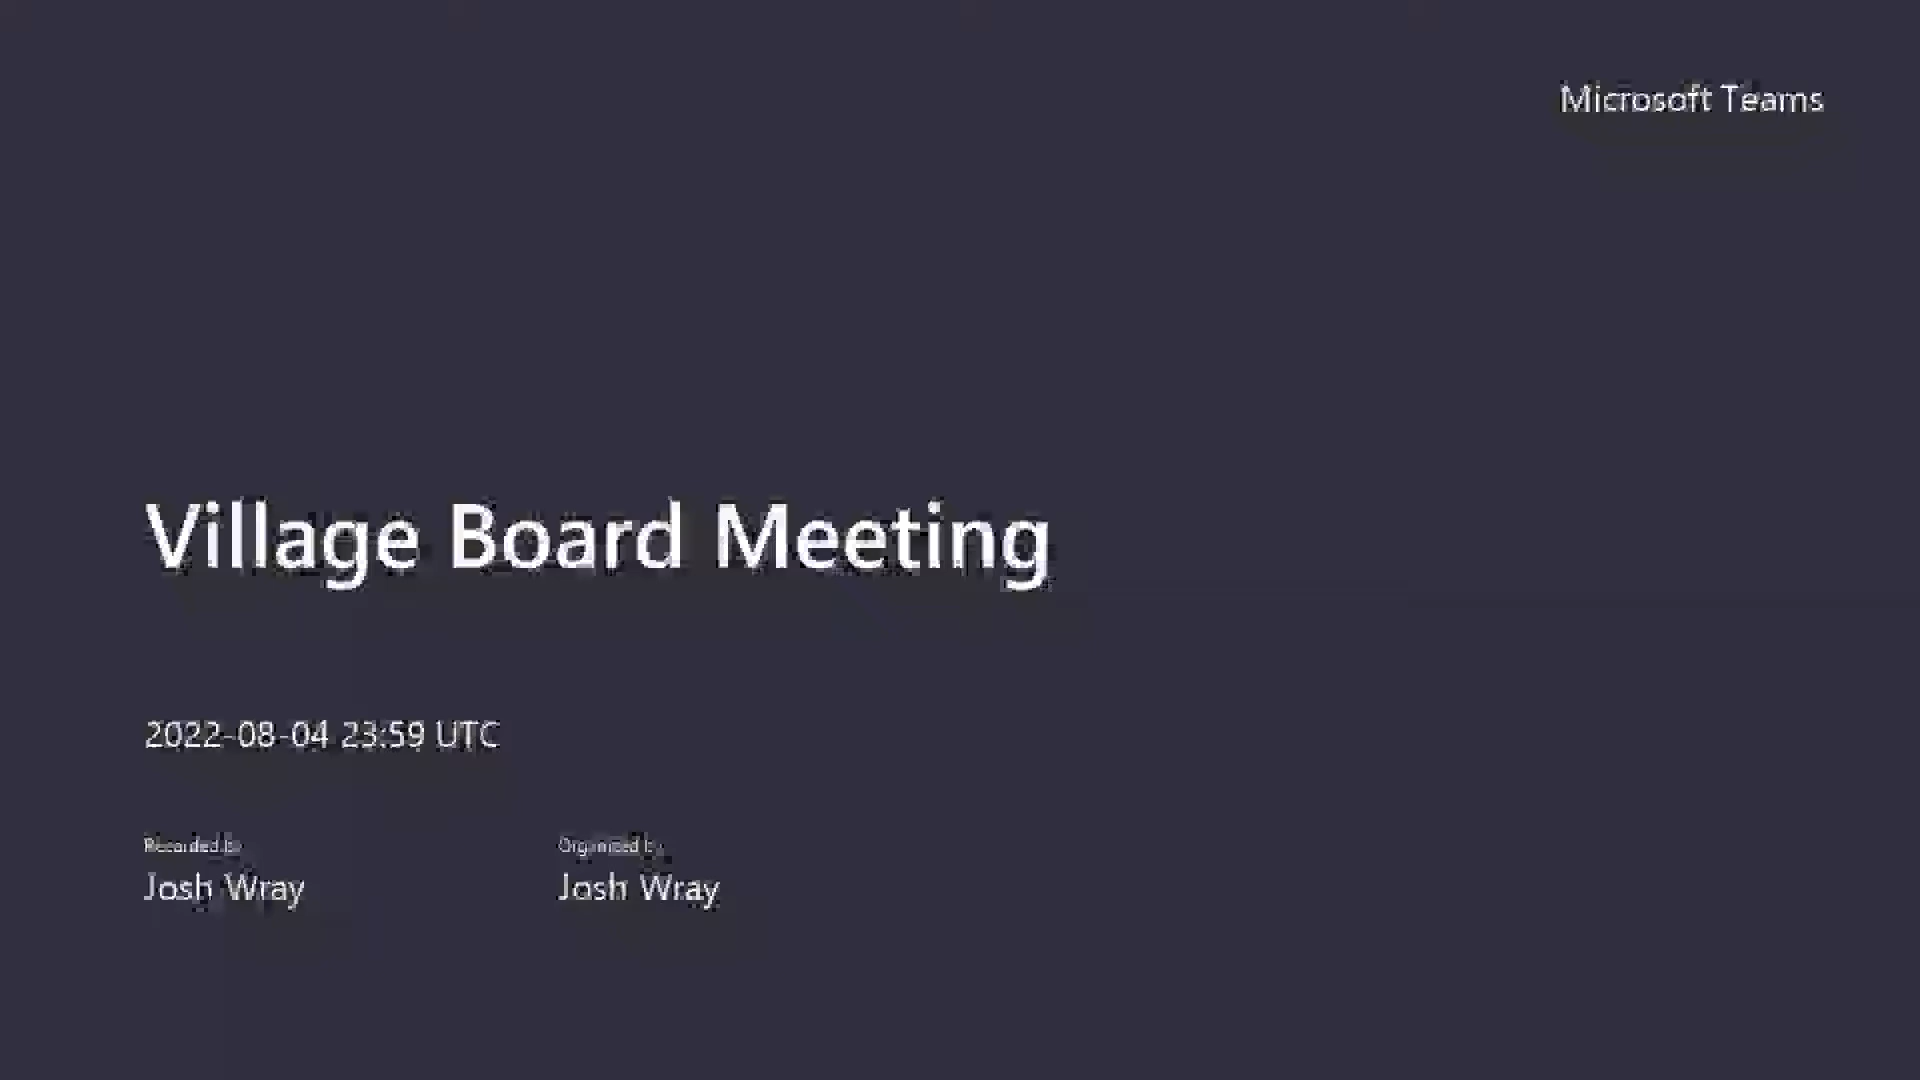 Microsoft Teams
Village Board Meeting
2022-08-04 23:59 UTC
Recorded by
Organized by
Josh Wray
Josh Wray